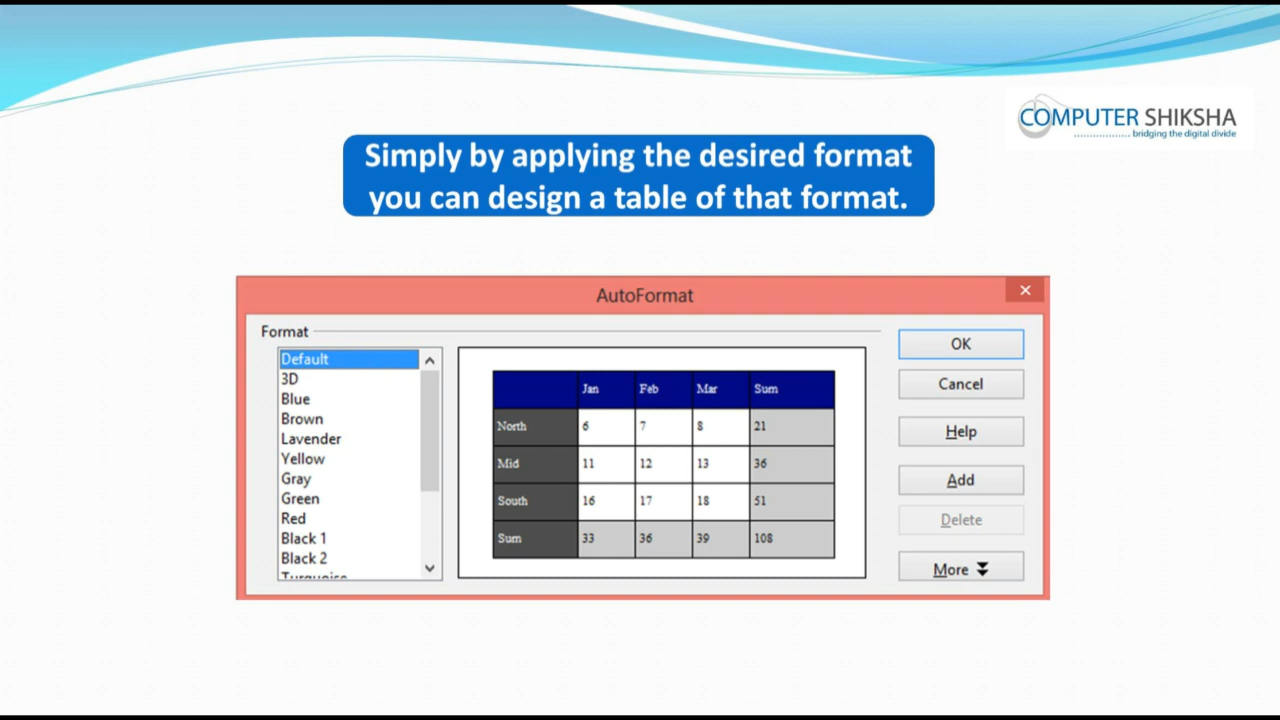 COMPUTER SHIKSHA
bridging the digital divide
Simply by applying the desired format
you can design a table of that format.
AutoFormat
Format
Default
3D
Blue
Brown
Lavender
Yellow
Gray
Green
Red
Black 1
Black 2
Turquoise
Jan Feb Mar Sum
North 6 7 8 21
Mid 11 12 13 36
South 16 17 18 51
Sum 33 36 39 108
OK
Cancel
Help
Add
Delete
More